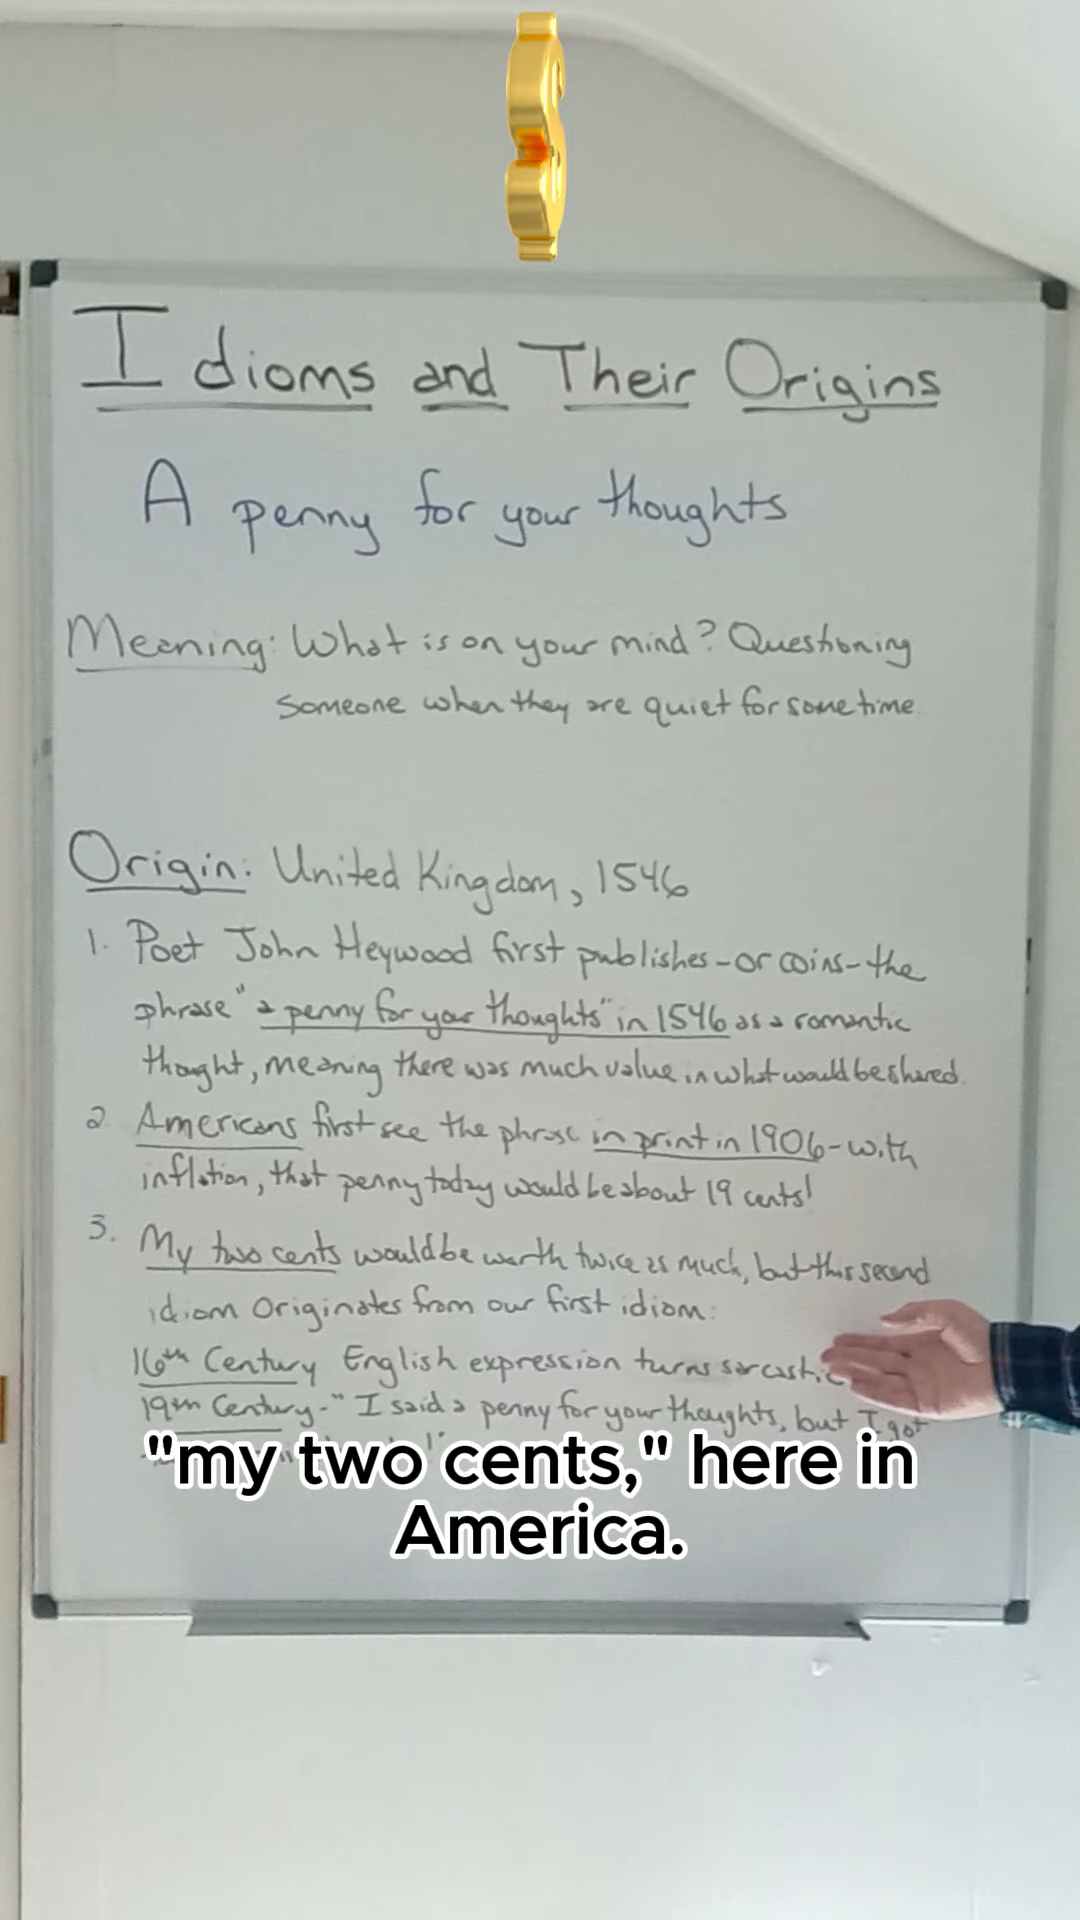 Idioms and Their Origins
A penny for your thoughts
Meaning: What is on your mind? Questioning
someone when they are quiet for some time.
Origin: United Kingdom, 1546
1. Poet John Heywood first publishes-or coins-the
phrase "a penny for your thoughts" in 1546 as a romantic
thought, meaning there was much value in what would be shared.
2 Americans first see the phrase in print in 1906-with
inflation, that penny today would be about 19 cents!
3. My two cents would be worth twice as much, but this second
idiom originates from our first idiom:
16th Century English expression turns sarcastic
19th Century-"I said a penny for your thoughts, but I got
"my two cents," here in
America.